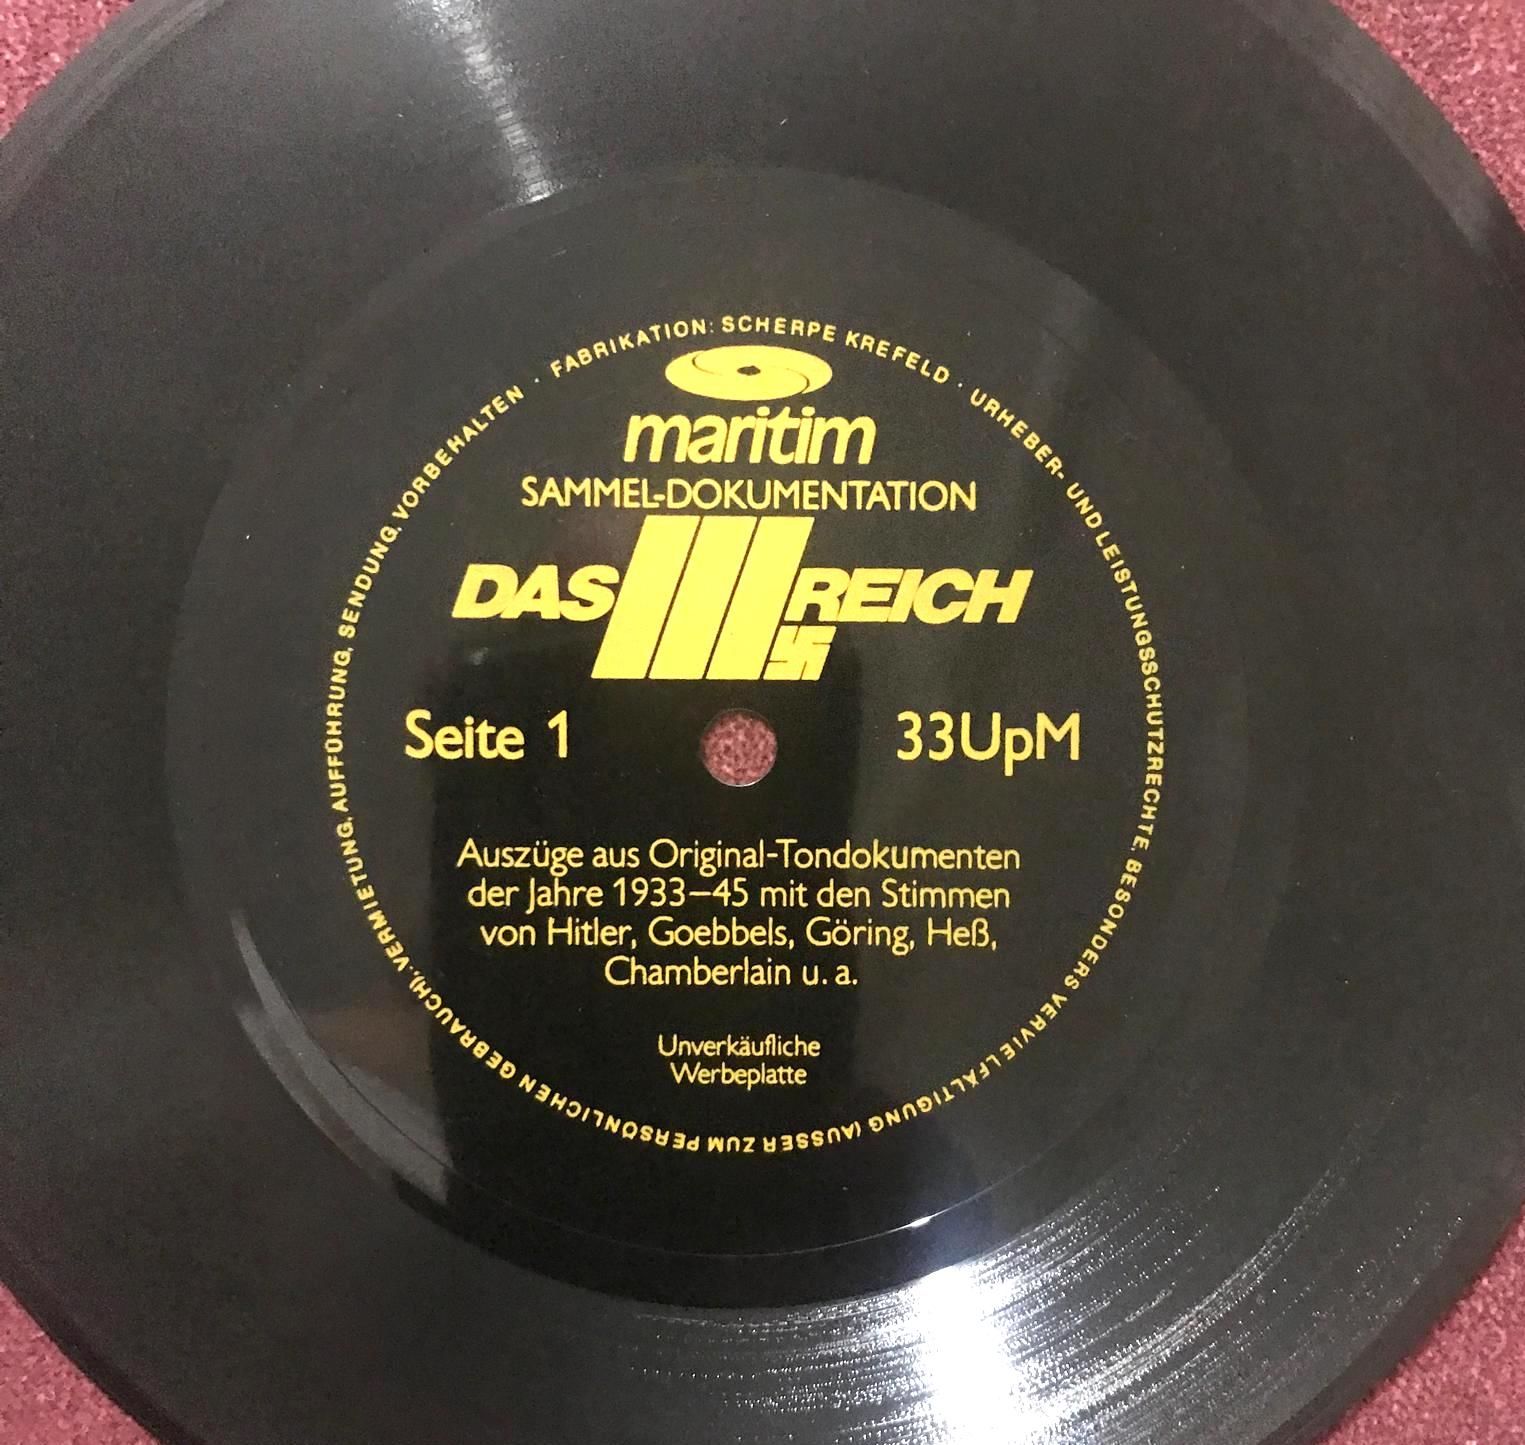 FABRIKATION: SCHERPE KREFELD · URHEBER- UND LEISTUNGSSCHUTZRECHTE, BESONDERS VERVIELFÄLTIGUNG (AUSSER ZUM PERSÖNLICHEN GEBRAUCH), VERMIETUNG, AUFFÜHRUNG, SENDUNG, VORBEHALTEN ·
maritim
SAMMEL-DOKUMENTATION
DAS III REICH
Seite 1 33UpM
Auszüge aus Original-Tondokumenten
der Jahre 1933–45 mit den Stimmen
von Hitler, Goebbels, Göring, Heß,
Chamberlain u. a.
Unverkäufliche
Werbeplatte